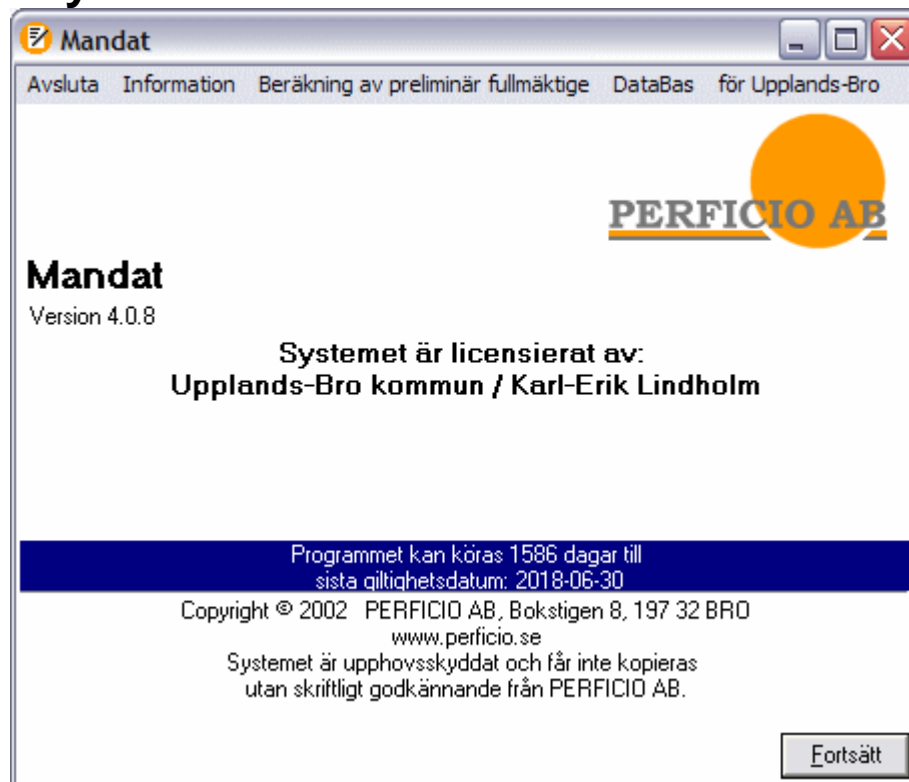 Mandat
Avsluta Information Beräkning av preliminär fullmäktige DataBas för Upplands-Bro
PERFICIO AB
Mandat
Version 4.0.8
Systemet är licensierat av:
Upplands-Bro kommun / Karl-Erik Lindholm
Programmet kan köras 1586 dagar till
sista giltighetsdatum: 2018-06-30
Copyright © 2002 PERFICIO AB, Bokstigen 8, 197 32 BRO
www.perficio.se
Systemet är upphovsskyddat och får inte kopieras
utan skriftligt godkännande från PERFICIO AB.
Fortsätt